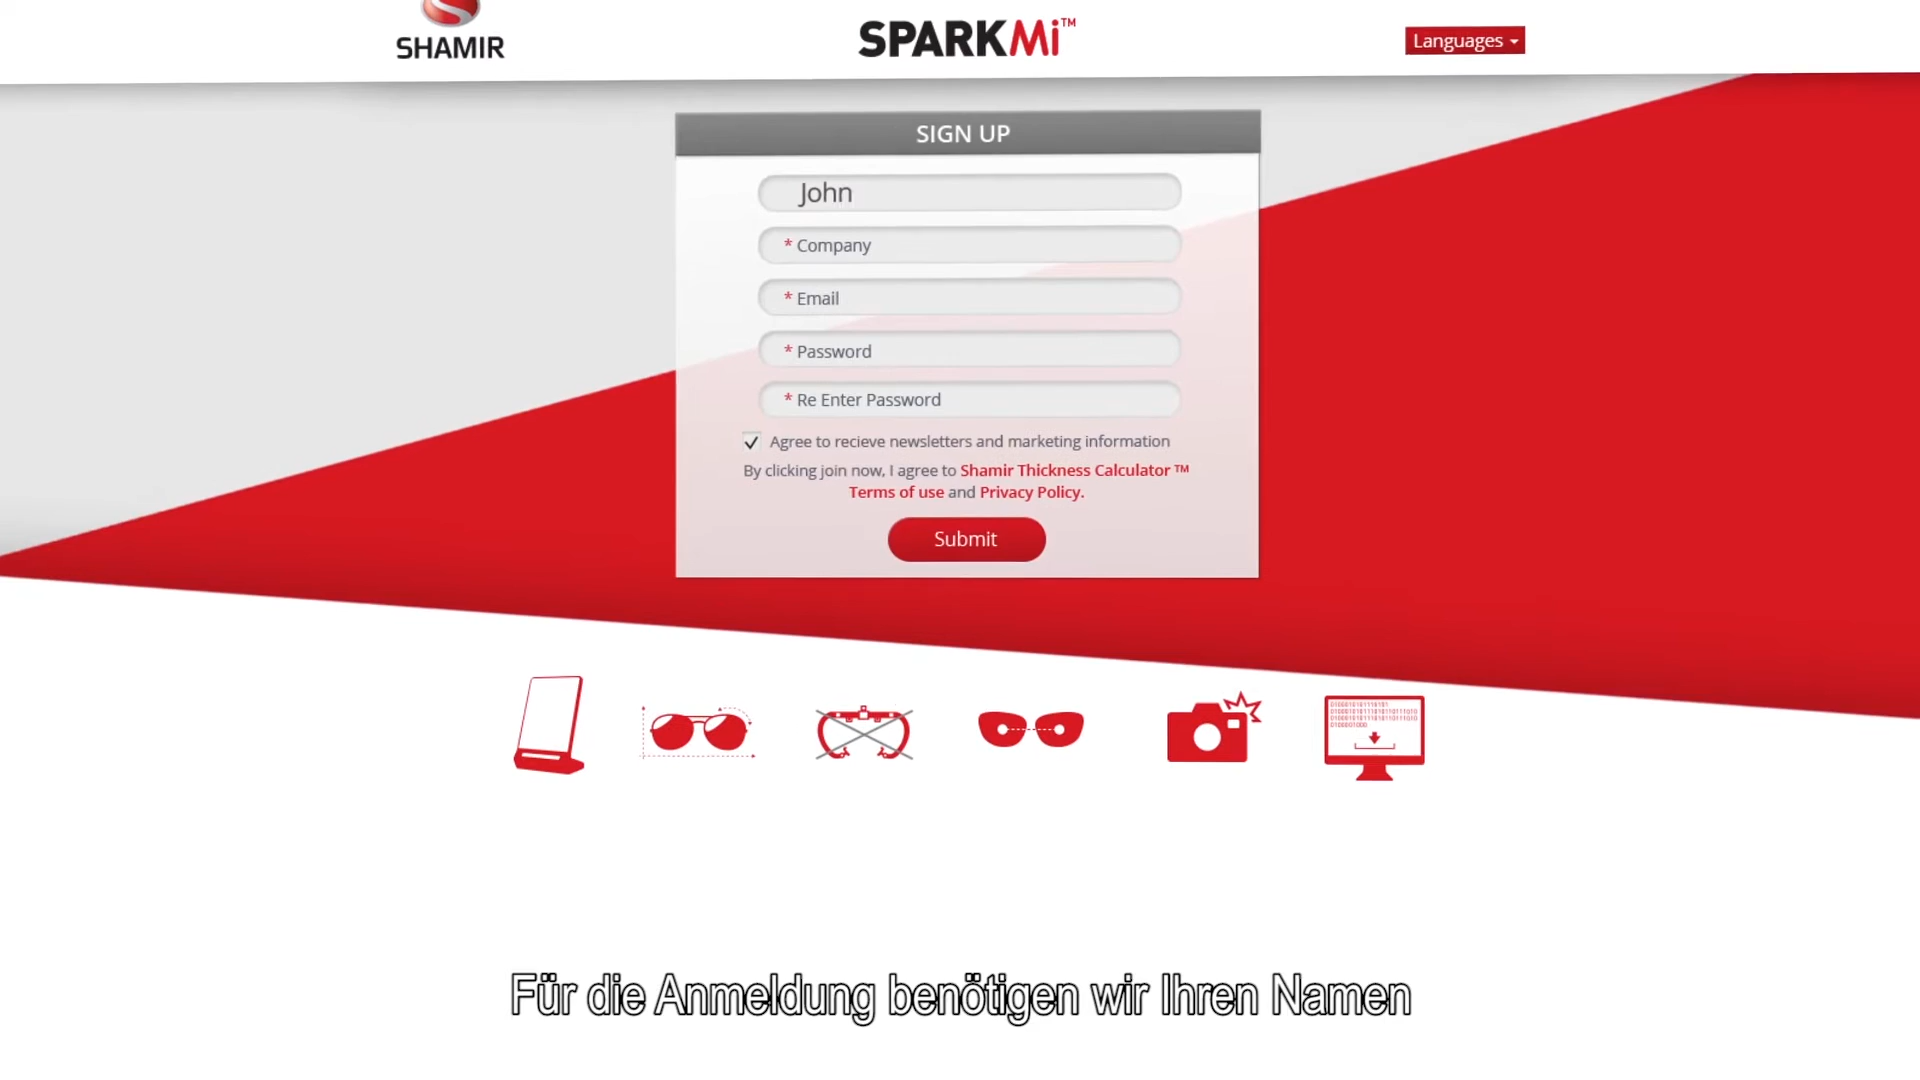 SHAMIR
SPARKMi™
Languages
SIGN UP
John
* Company
* Email
* Password
* Re Enter Password
Agree to recieve newsletters and marketing information
By clicking join now, I agree to Shamir Thickness Calculator ™
Terms of use and Privacy Policy.
Submit
Für die Anmeldung benötigen wir Ihren Namen